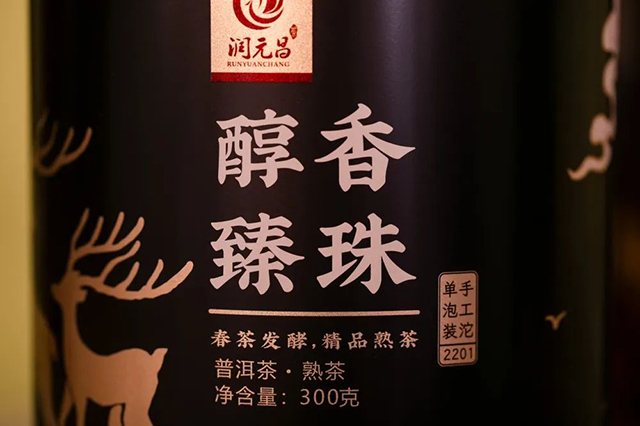 润元昌
RUNYUANCHANG
醇香
臻珠
春茶发酵,精品熟茶
普洱茶·熟茶
净含量：300克
手工沱
单泡装
2201